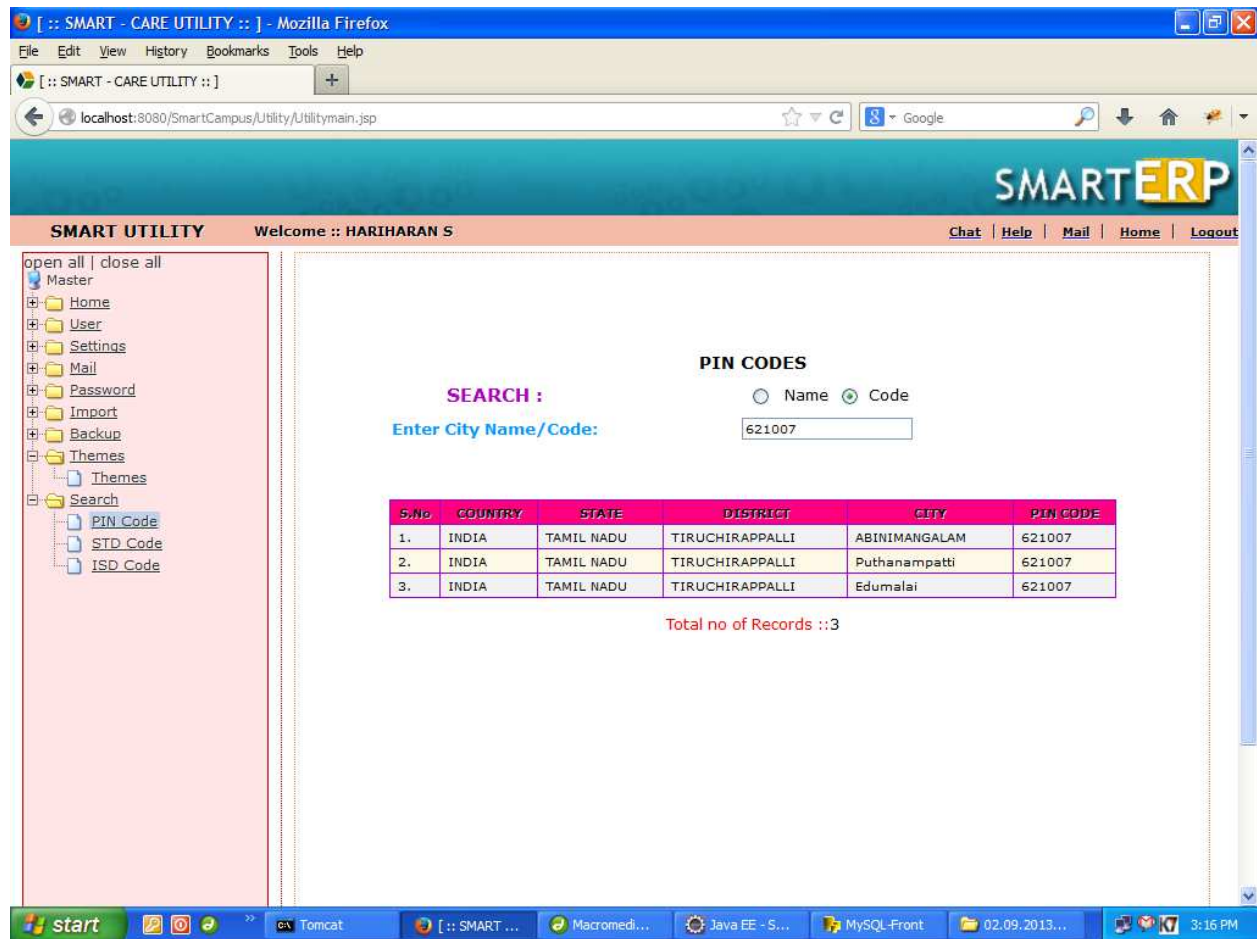 [ :: SMART - CARE UTILITY :: ] - Mozilla Firefox
File Edit View History Bookmarks Tools Help
[ :: SMART - CARE UTILITY :: ]
localhost:8080/SmartCampus/Utility/Utilitymain.jsp
Google
SMARTERP
SMART UTILITY Welcome :: HARIHARAN S Chat | Help | Mail | Home | Logout
open all | close all
Master
Home
User
Settings
Mail
Password
Import
Backup
Themes
Themes
Search
PIN Code
STD Code
ISD Code
PIN CODES
SEARCH : Name Code
Enter City Name/Code: 621007
S.No COUNTRY STATE DISTRICT CITY PIN CODE
1. INDIA TAMIL NADU TIRUCHIRAPPALLI ABINIMANGALAM 621007
2. INDIA TAMIL NADU TIRUCHIRAPPALLI Puthanampatti 621007
3. INDIA TAMIL NADU TIRUCHIRAPPALLI Edumalai 621007
Total no of Records ::3
start Tomcat [ :: SMART ... Macromedi... Java EE - S... MySQL-Front 02.09.2013... 3:16 PM